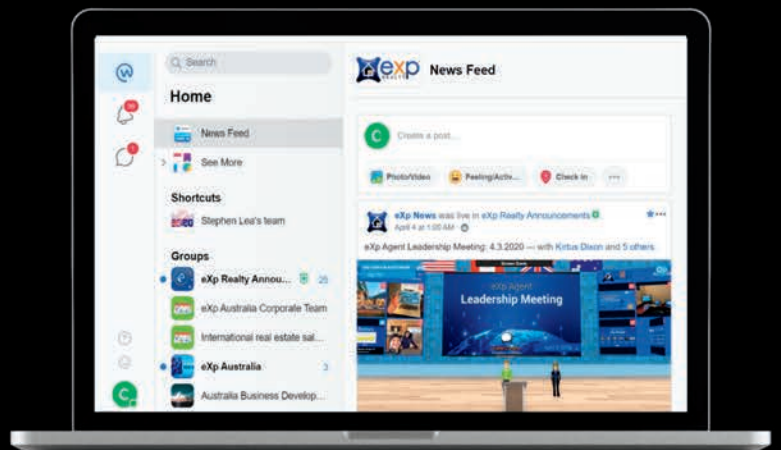 Search
Home
News Feed
See More
Shortcuts
Stephen Lea's team
Groups
eXp Realty Annou... 25
eXp Australia Corporate Team
International real estate sal...
eXp Australia 3
Australia Business Develop...
C
exp REALTY News Feed
C Create a post...
Photo/Video Feeling/Activ... Check in ...
eXp News was live in eXp Realty Announcements
April 4 at 1:00 AM
eXp Agent Leadership Meeting: 4.3.2020 — with Kirtus Dixon and 5 others.
eXp Agent
Leadership Meeting